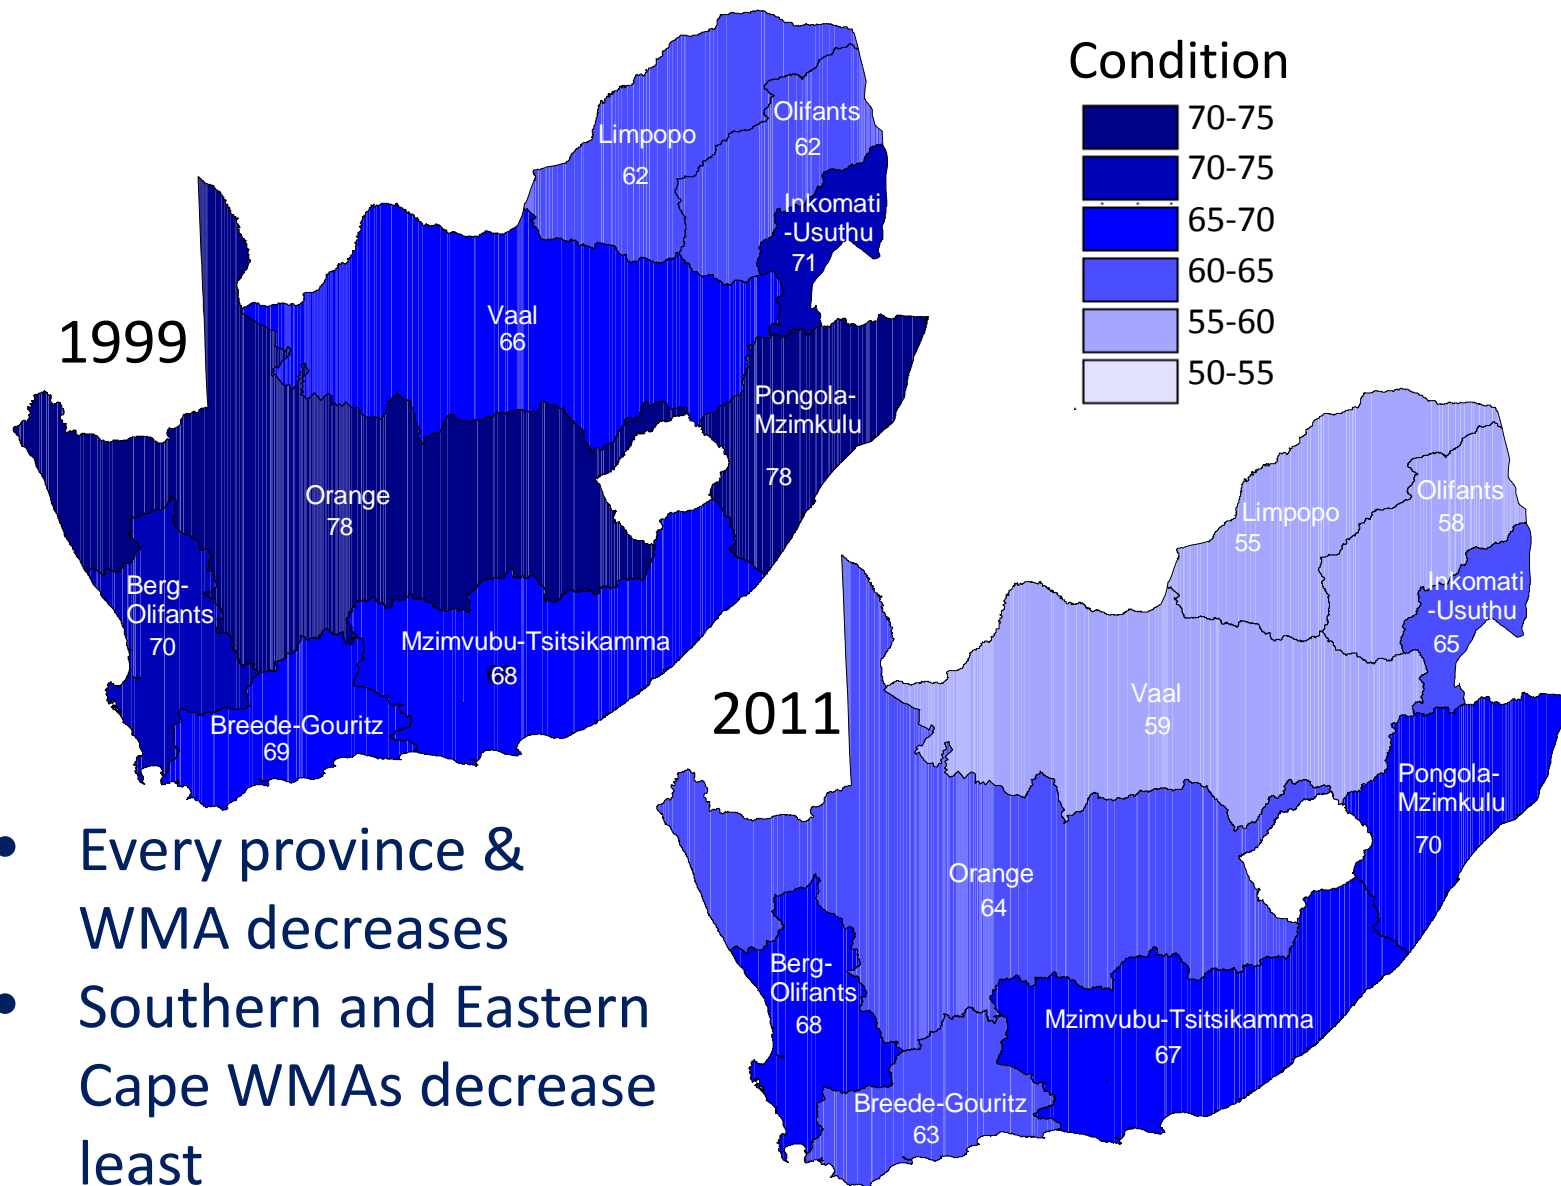 Condition
70-75
70-75
65-70
60-65
55-60
50-55
1999
Limpopo
62
Olifants
62
Inkomati
-Usuthu
71
Vaal
66
Pongola-
Mzimkulu
78
Orange
78
Berg-
Olifants
70
Mzimvubu-Tsitsikamma
68
Breede-Gouritz
69
2011
Limpopo
55
Olifants
58
Inkomati
-Usuthu
65
Vaal
59
Pongola-
Mzimkulu
70
Orange
64
Berg-
Olifants
68
Mzimvubu-Tsitsikamma
67
Breede-Gouritz
63
• Every province &
WMA decreases
• Southern and Eastern
Cape WMAs decrease
least